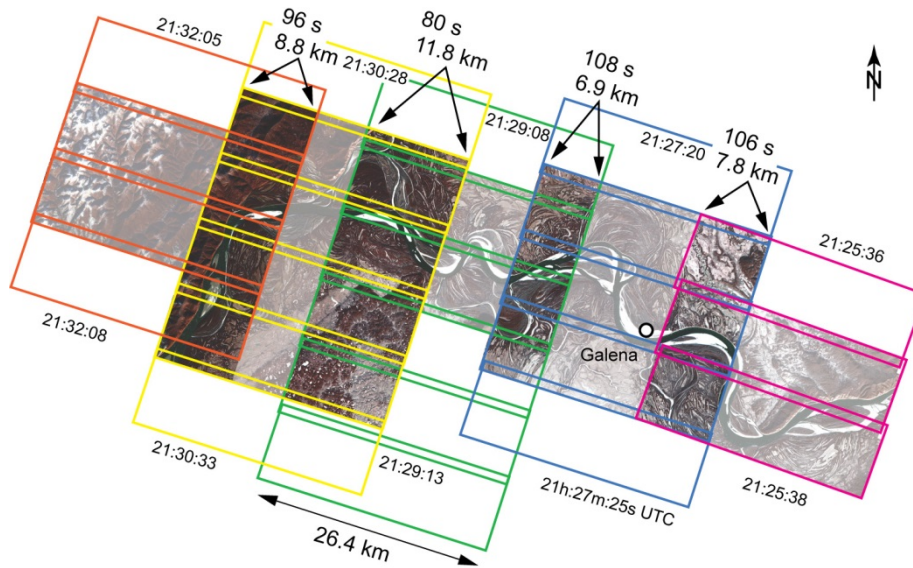 96 s
8.8 km
80 s
11.8 km
108 s
6.9 km
106 s
7.8 km
N
21:32:05
21:30:28
21:29:08
21:27:20
21:25:36
Galena
21:32:08
21:30:33
21:29:13
21h:27m:25s UTC
21:25:38
26.4 km